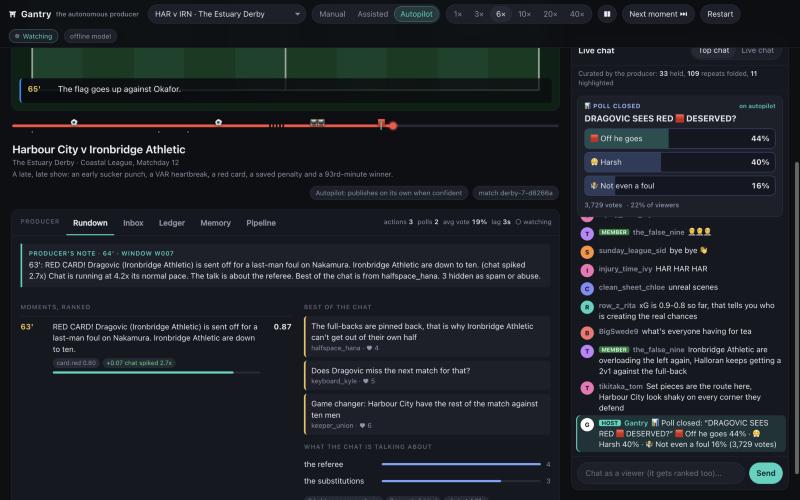 Gantry the autonomous producer
HAR v IRN · The Estuary Derby
Manual Assisted Autopilot
1× 3× 6× 10× 20× 40×
Next moment
Restart
Watching
offline model
65' The flag goes up against Okafor.
Harbour City v Ironbridge Athletic
The Estuary Derby · Coastal League, Matchday 12
A late, late show: an early sucker punch, a VAR heartbreak, a red card, a saved penalty and a 93rd-minute winner.
Autopilot: publishes on its own when confident
match derby-7-d8266a
PRODUCER Rundown Inbox Ledger Memory Pipeline
actions 3 polls 2 avg vote 19% lag 3s watching
PRODUCER'S NOTE · 64' · WINDOW W007
63': RED CARD! Dragovic (Ironbridge Athletic) is sent off for a last-man foul on Nakamura. Ironbridge Athletic are down to ten. (chat spiked
2.7x) Chat is running at 4.2x its normal pace. The talk is about the referee. Best of the chat is from halfspace_hana. 3 hidden as spam or abuse.
MOMENTS, RANKED
63' RED CARD! Dragovic (Ironbridge Athletic) is sent off for a 0.87
last-man foul on Nakamura. Ironbridge Athletic are down
to ten.
card.red 0.80 +0.07 chat spiked 2.7x
BEST OF THE CHAT
The full-backs are pinned back, that is why Ironbridge Athletic
can't get out of their own half
halfspace_hana · ♥ 4
Does Dragovic miss the next match for that?
keyboard_kyle · ♥ 5
Game changer: Harbour City have the rest of the match against
ten men
keeper_union · ♥ 6
WHAT THE CHAT IS TALKING ABOUT
the referee 4
the substitutions 3
Live chat
Top chat Live chat
Curated by the producer: 33 held, 109 repeats folded, 11
highlighted
POLL CLOSED on autopilot
DRAGOVIC SEES RED 🟥 DESERVED?
🟥 Off he goes 44%
Harsh 40%
Not even a foul 16%
3,729 votes · 22% of viewers
T MEMBER the_false_nine
S sunday_league_sid bye bye 👋
I injury_time_ivy HAR HAR HAR
C clean_sheet_chloe unreal scenes
R row_z_rita xG is 0.9-0.8 so far, that tells you who
is creating the real chances
B BigSwede9 what's everyone having for tea
T MEMBER the_false_nine Ironbridge Athletic are
overloading the left again, Halloran keeps getting a
2v1 against the full-back
T tikitaka_tom Set pieces are the route here,
Harbour City look shaky on every corner they
defend
G HOST Gantry 📊 Poll closed: "DRAGOVIC SEES
RED 🟥 DESERVED?" 🟥 Off he goes 44% ·
Harsh 40% · Not even a foul 16% (3,729 votes)
Chat as a viewer (it gets ranked too)...
Send